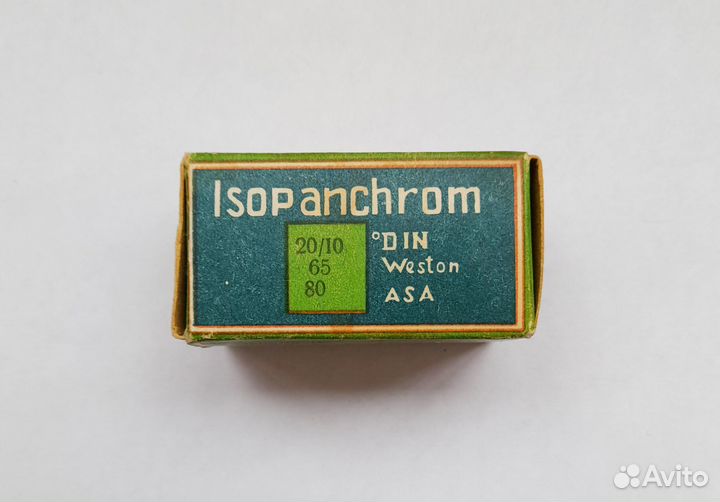 Isopanchrom
20/10 °DIN
65 Weston
80 ASA
Avito